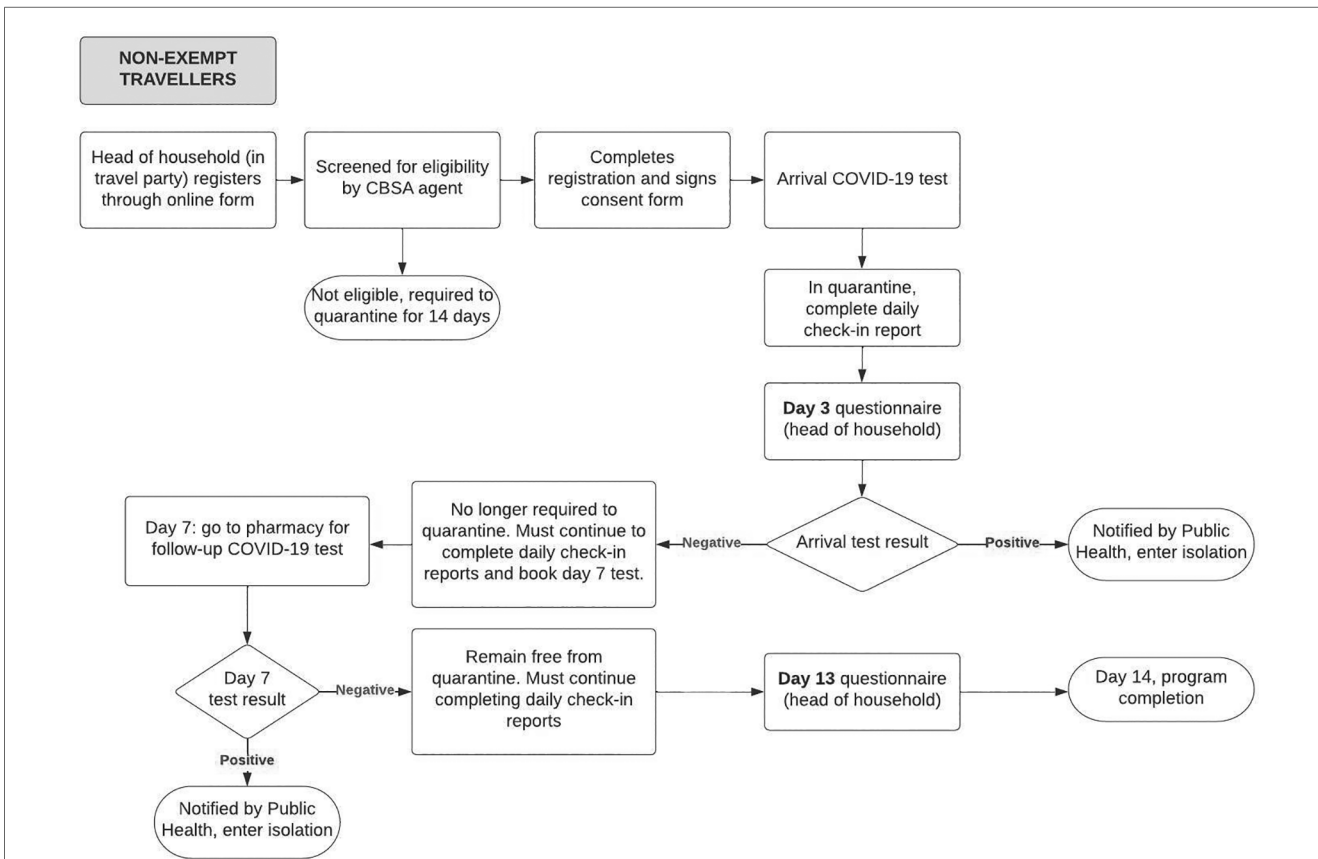 NON-EXEMPT
TRAVELLERS
Head of household (in
travel party) registers
through online form
Screened for eligibility
by CBSA agent
Completes
registration and signs
consent form
Arrival COVID-19 test
Not eligible, required to
quarantine for 14 days
In quarantine,
complete daily
check-in report
Day 3 questionnaire
(head of household)
Arrival test result
Positive
Notified by Public
Health, enter isolation
Negative
No longer required to
quarantine. Must continue to
complete daily check-in
reports and book day 7 test.
Day 7: go to pharmacy for
follow-up COVID-19 test
Day 7
test result
Negative
Remain free from
quarantine. Must continue
completing daily check-in
reports
Day 13 questionnaire
(head of household)
Day 14, program
completion
Positive
Notified by Public
Health, enter isolation